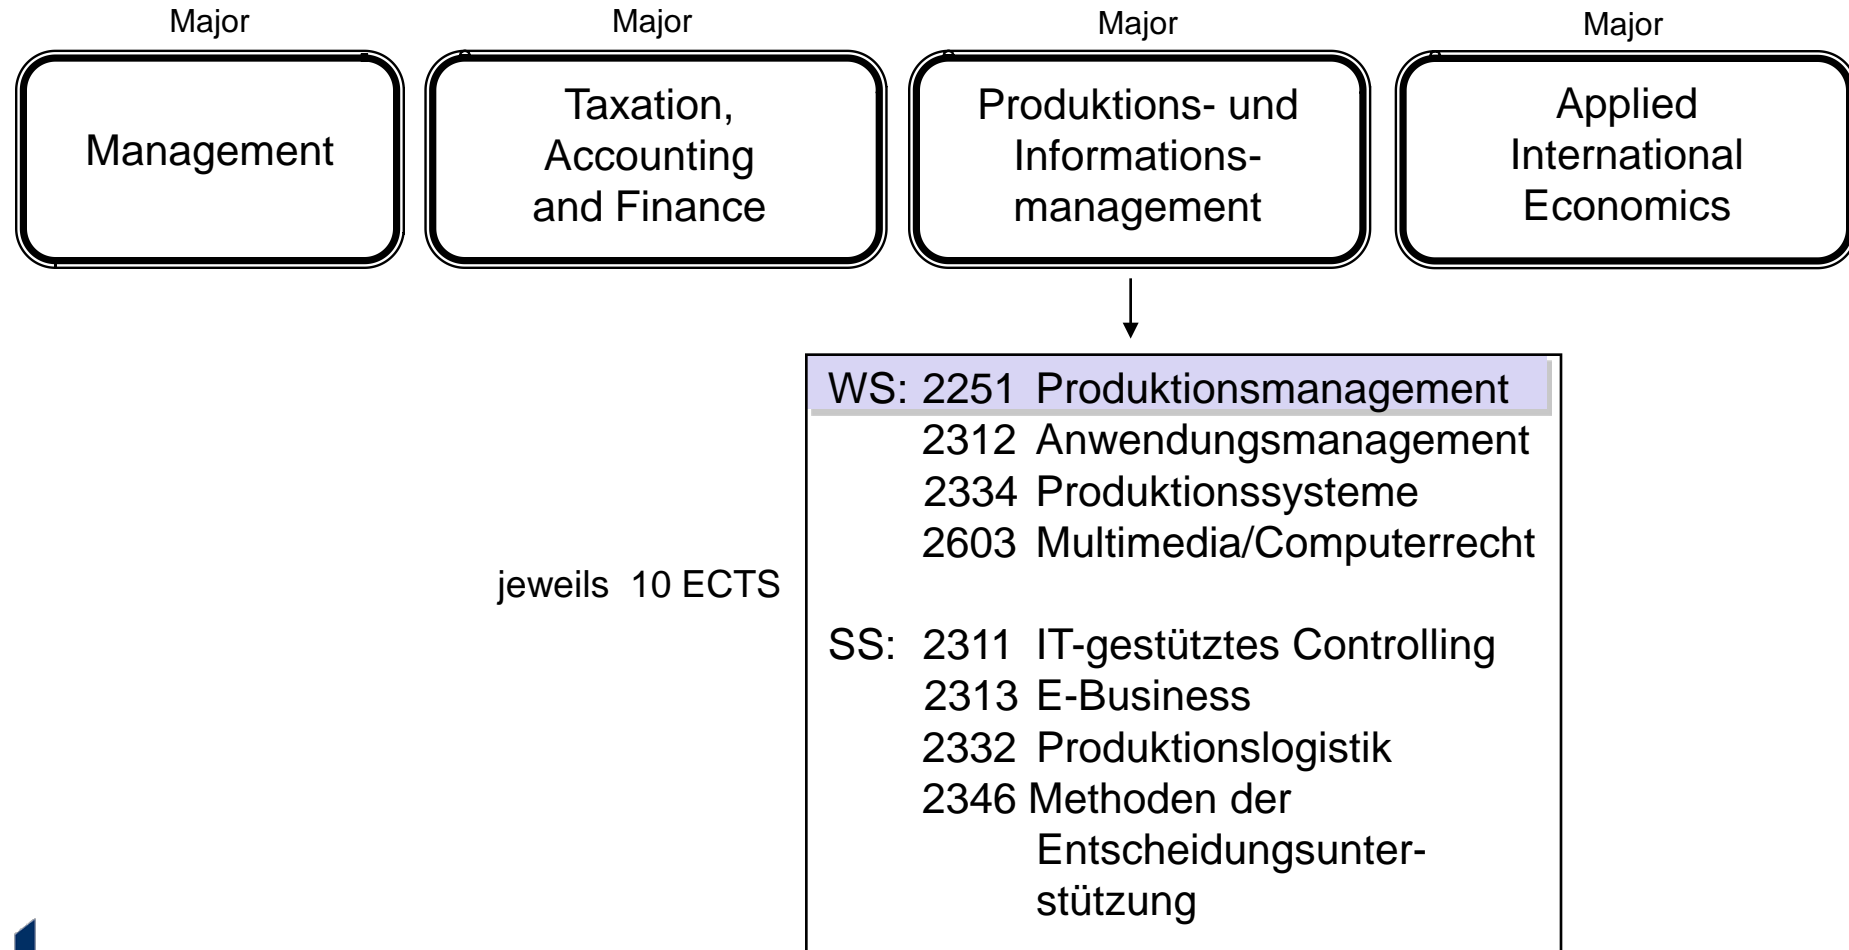 Major
Major
Major
Major
Management
Taxation,
Accounting
and Finance
Produktions- und
Informations-
management
Applied
International
Economics
WS: 2251 Produktionsmanagement
2312 Anwendungsmanagement
2334 Produktionssysteme
2603 Multimedia/Computerrecht
jeweils 10 ECTS
SS: 2311 IT-gestütztes Controlling
2313 E-Business
2332 Produktionslogistik
2346 Methoden der
Entscheidungsunter-
stützung